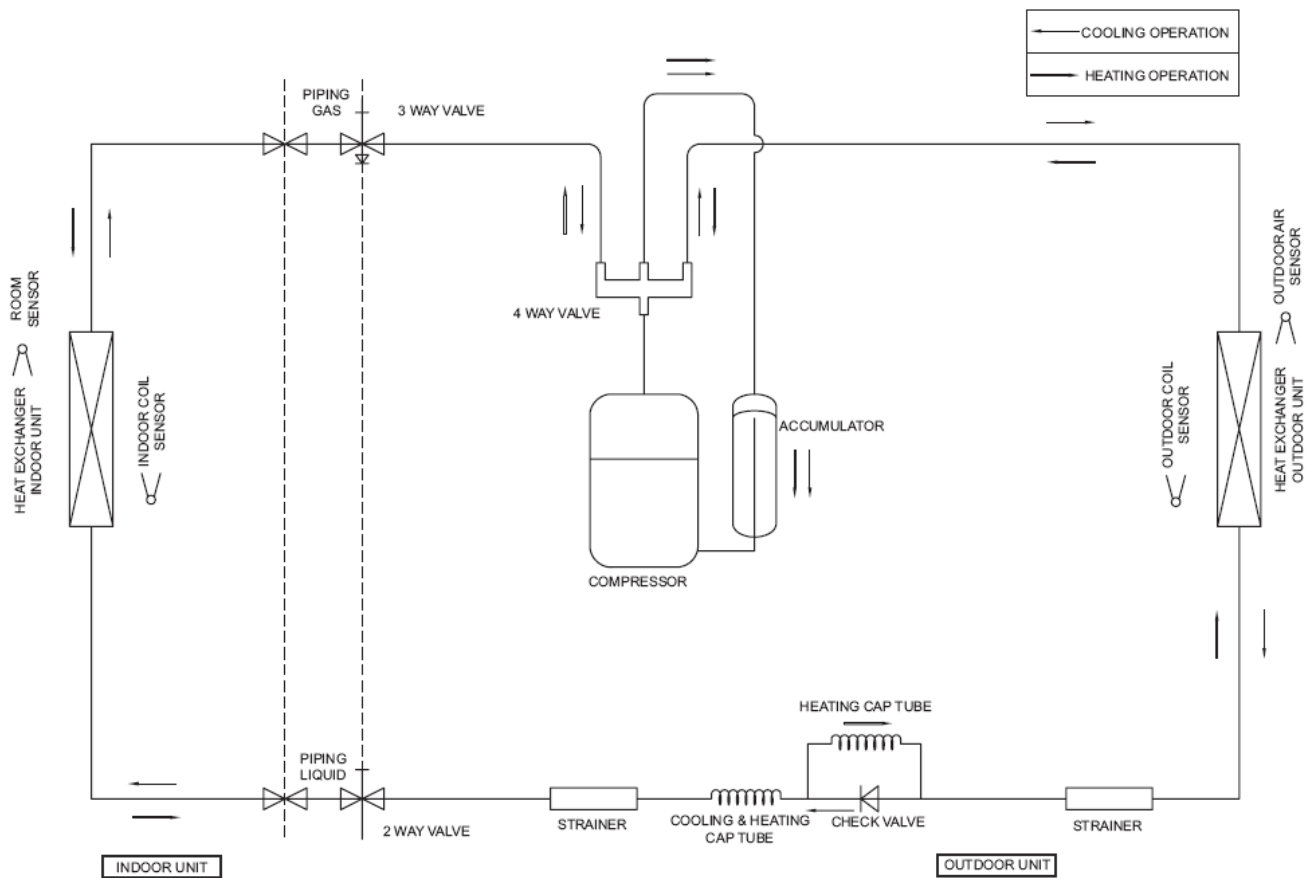 COOLING OPERATION
HEATING OPERATION
PIPING
GAS
3 WAY VALVE
ROOM
SENSOR
HEAT EXCHANGER
INDOOR UNIT
INDOOR COIL
SENSOR
4 WAY VALVE
ACCUMULATOR
COMPRESSOR
OUTDOOR AIR
SENSOR
OUTDOOR COIL
SENSOR
HEAT EXCHANGER
OUTDOOR UNIT
HEATING CAP TUBE
PIPING
LIQUID
2 WAY VALVE
STRAINER
COOLING & HEATING
CAP TUBE
CHECK VALVE
STRAINER
INDOOR UNIT
OUTDOOR UNIT